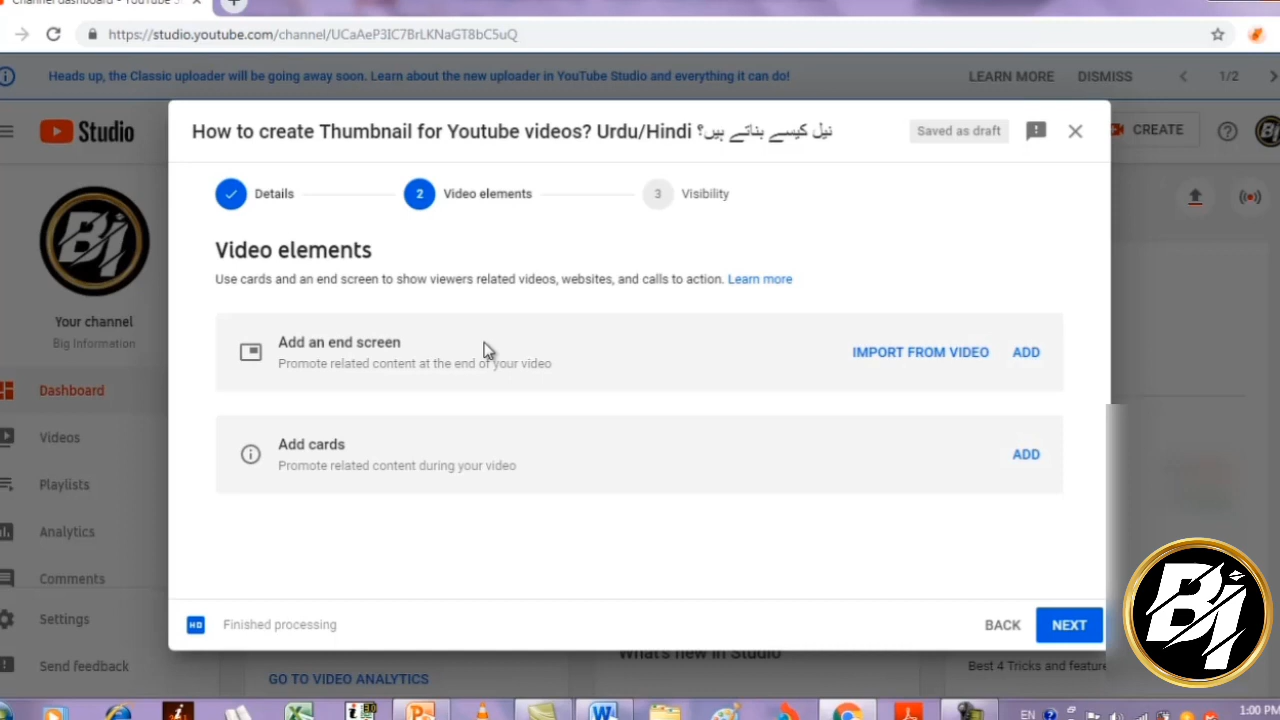 https://studio.youtube.com/channel/UCaAeP3IC7BrLKNaGT8bC5uQ
Heads up, the Classic uploader will be going away soon. Learn about the new uploader in YouTube Studio and everything it can do!
LEARN MORE
DISMISS
1/2
Studio
CREATE
How to create Thumbnail for Youtube videos? Urdu/Hindi نیل کیسے بناتے ہیں؟
Saved as draft
Details
2
Video elements
3
Visibility
Video elements
Use cards and an end screen to show viewers related videos, websites, and calls to action. Learn more
Add an end screen
Promote related content at the end of your video
IMPORT FROM VIDEO
ADD
Add cards
Promote related content during your video
ADD
HD
Finished processing
BACK
NEXT
Bi
Your channel
Big Information
Dashboard
Videos
Playlists
Analytics
Comments
Settings
Send feedback
GO TO VIDEO ANALYTICS
What's new in Studio
Best 4 Tricks and feature
Bi
EN
1:00 PM